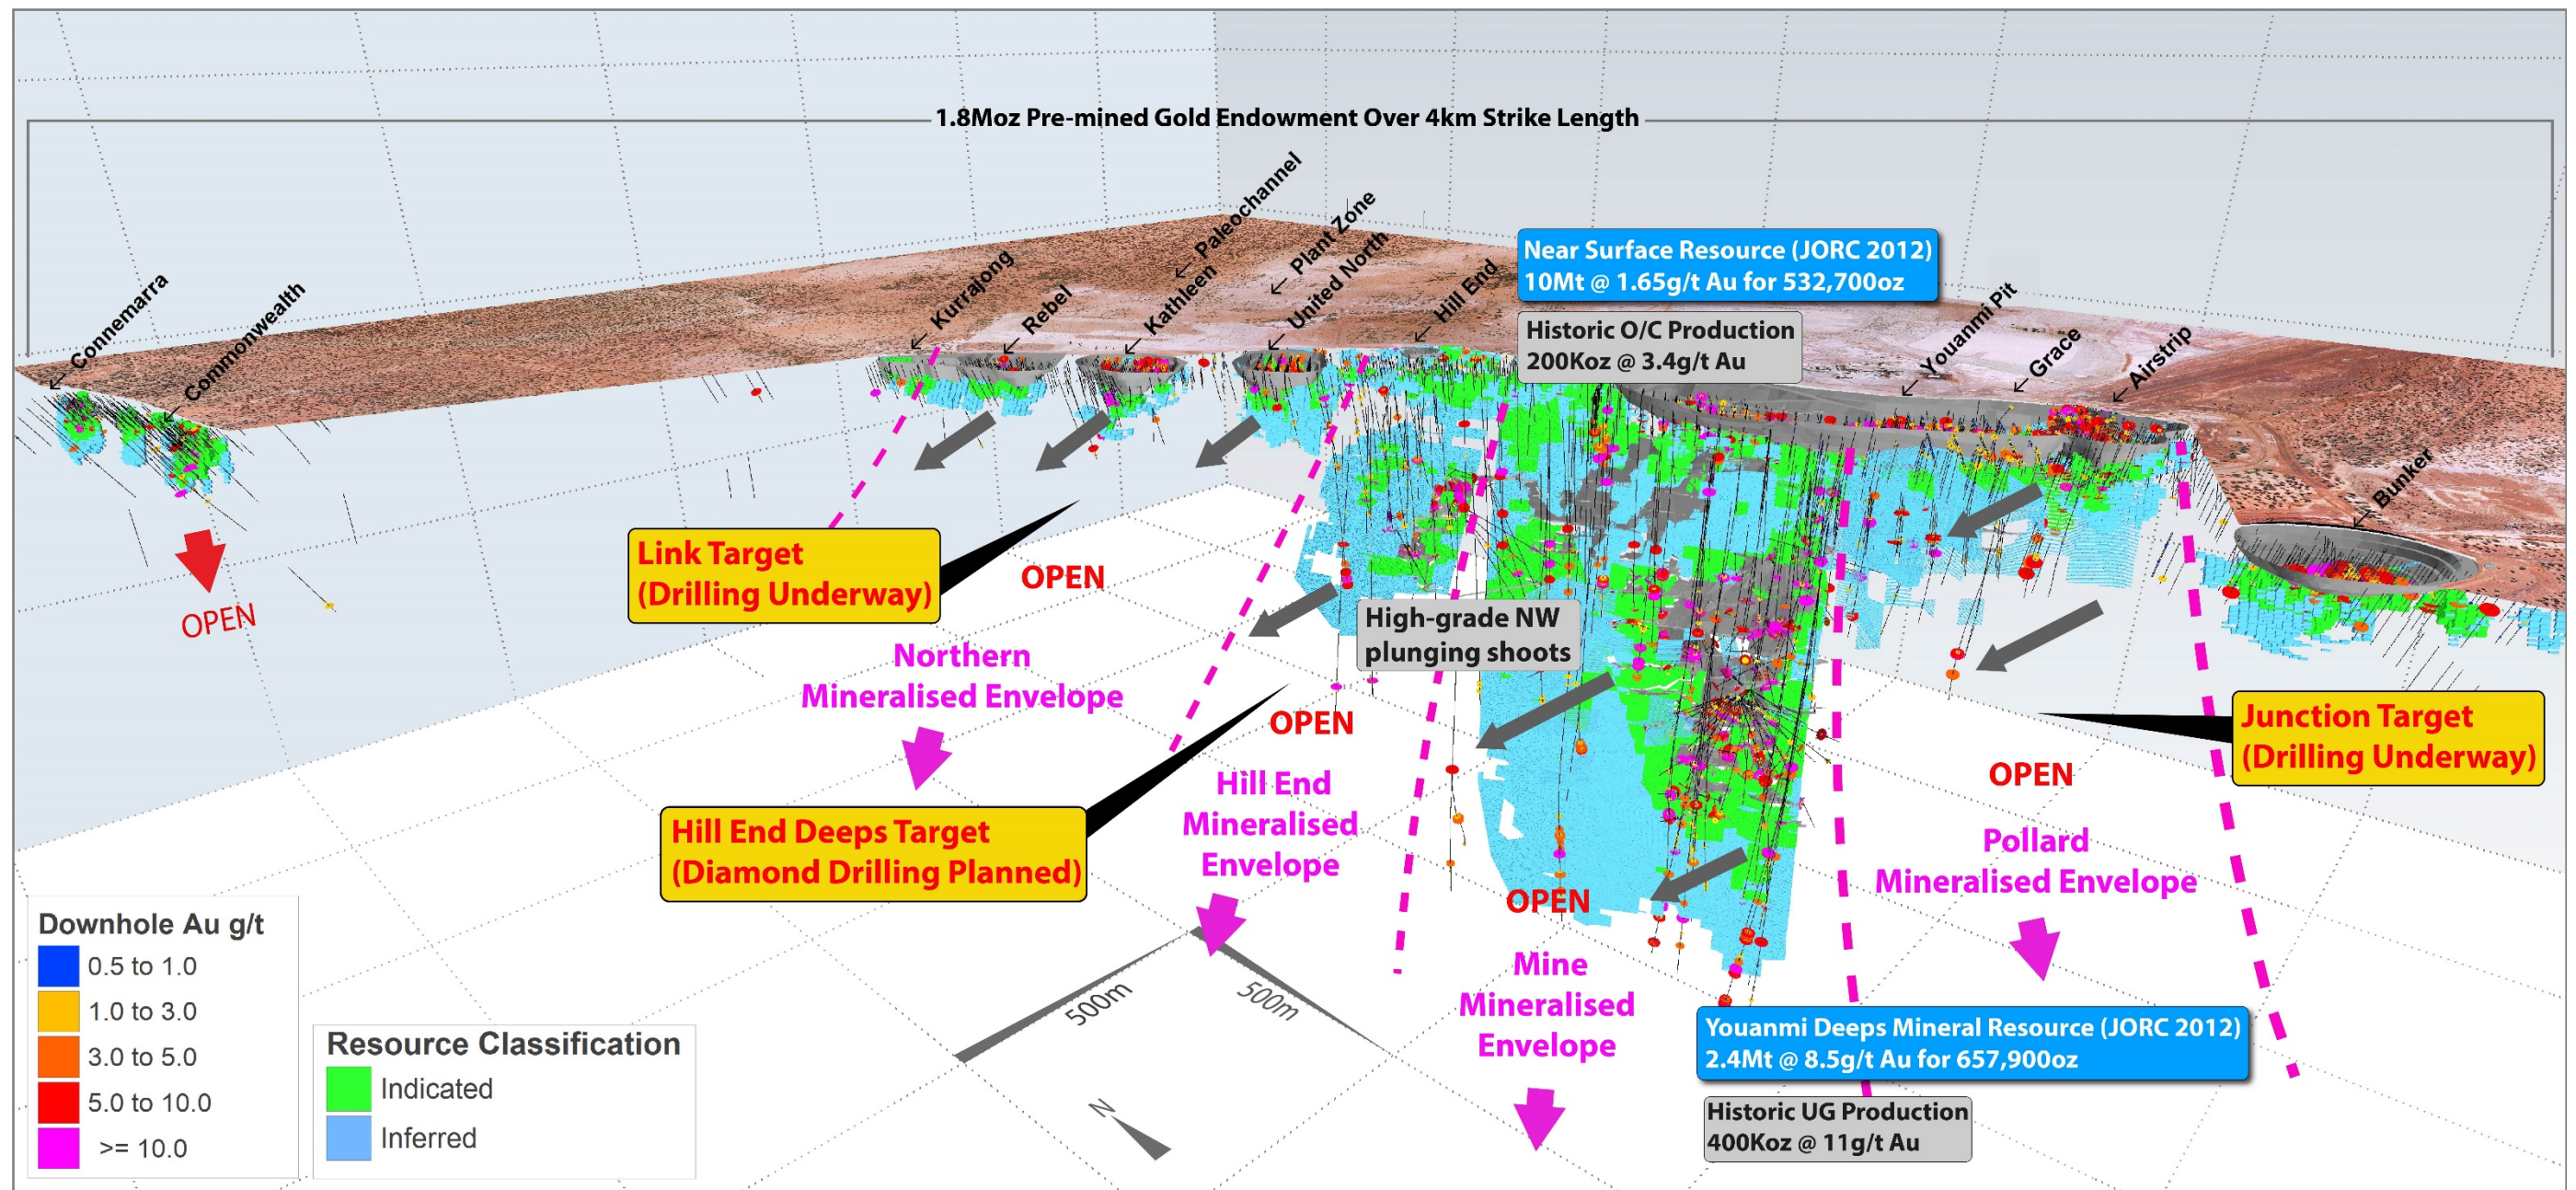 1.8Moz Pre-mined Gold Endowment Over 4km Strike Length
Connemarra
Commonwealth
Kurrajong
Rebel
Kathleen
Paleochannel
Plant Zone
United North
Hill End
Near Surface Resource (JORC 2012)
10Mt @ 1.65g/t Au for 532,700oz
Historic O/C Production
200Koz @ 3.4g/t Au
Youanmi Pit
Grace
Airstrip
Bunker
OPEN
Link Target
(Drilling Underway)
OPEN
Northern
Mineralised Envelope
High-grade NW
plunging shoots
Hill End Deeps Target
(Diamond Drilling Planned)
OPEN
Hill End
Mineralised
Envelope
Junction Target
(Drilling Underway)
OPEN
Pollard
Mineralised Envelope
OPEN
Mine
Mineralised
Envelope
Youanmi Deeps Mineral Resource (JORC 2012)
2.4Mt @ 8.5g/t Au for 657,900oz
Historic UG Production
400Koz @ 11g/t Au
500m
500m
N
Downhole Au g/t
0.5 to 1.0
1.0 to 3.0
3.0 to 5.0
5.0 to 10.0
>= 10.0
Resource Classification
Indicated
Inferred